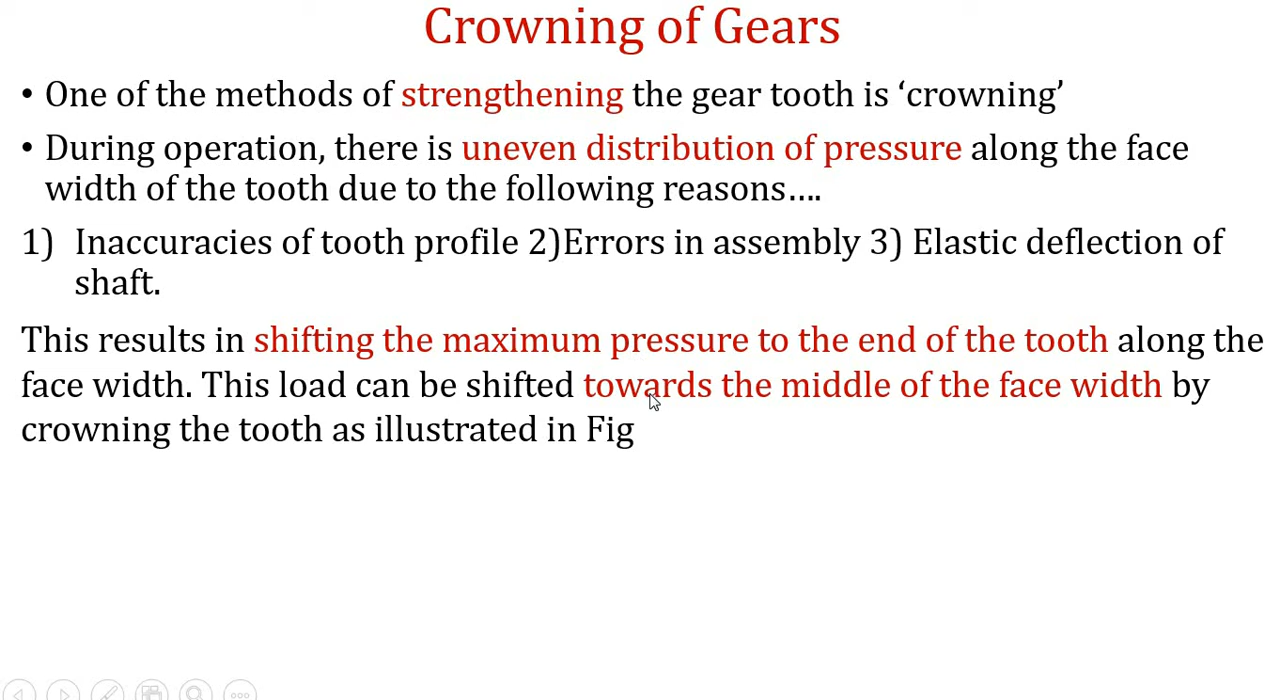 Crowning of Gears
• One of the methods of strengthening the gear tooth is ‘crowning’
• During operation, there is uneven distribution of pressure along the face
width of the tooth due to the following reasons….
1) Inaccuracies of tooth profile 2)Errors in assembly 3) Elastic deflection of
shaft.
This results in shifting the maximum pressure to the end of the tooth along the
face width. This load can be shifted towards the middle of the face width by
crowning the tooth as illustrated in Fig